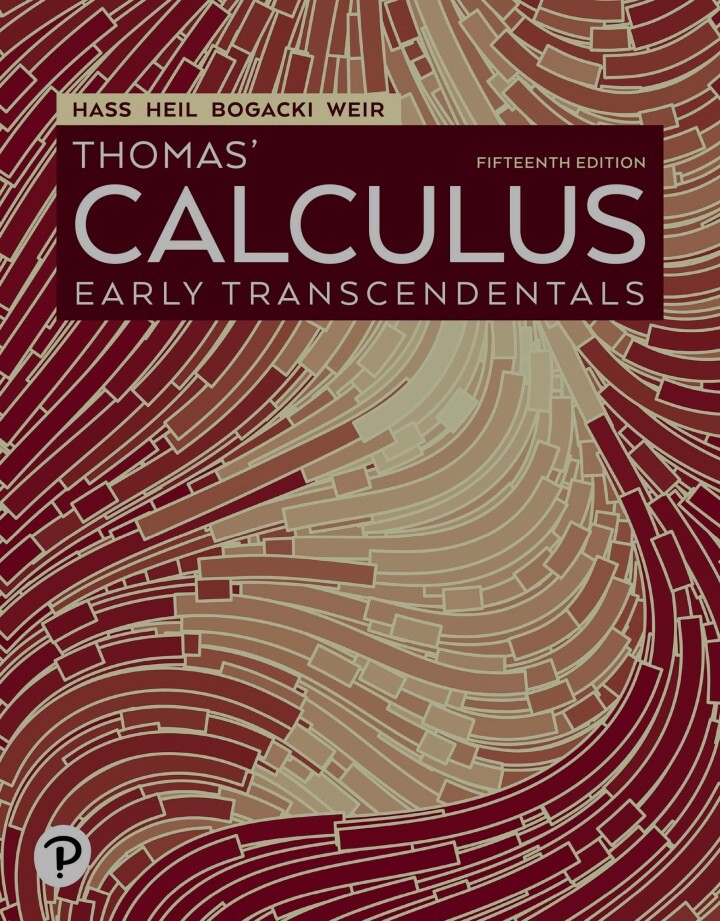 HASS HEIL BOGACKI WEIR
THOMAS’
FIFTEENTH EDITION
CALCULUS
EARLY TRANSCENDENTALS